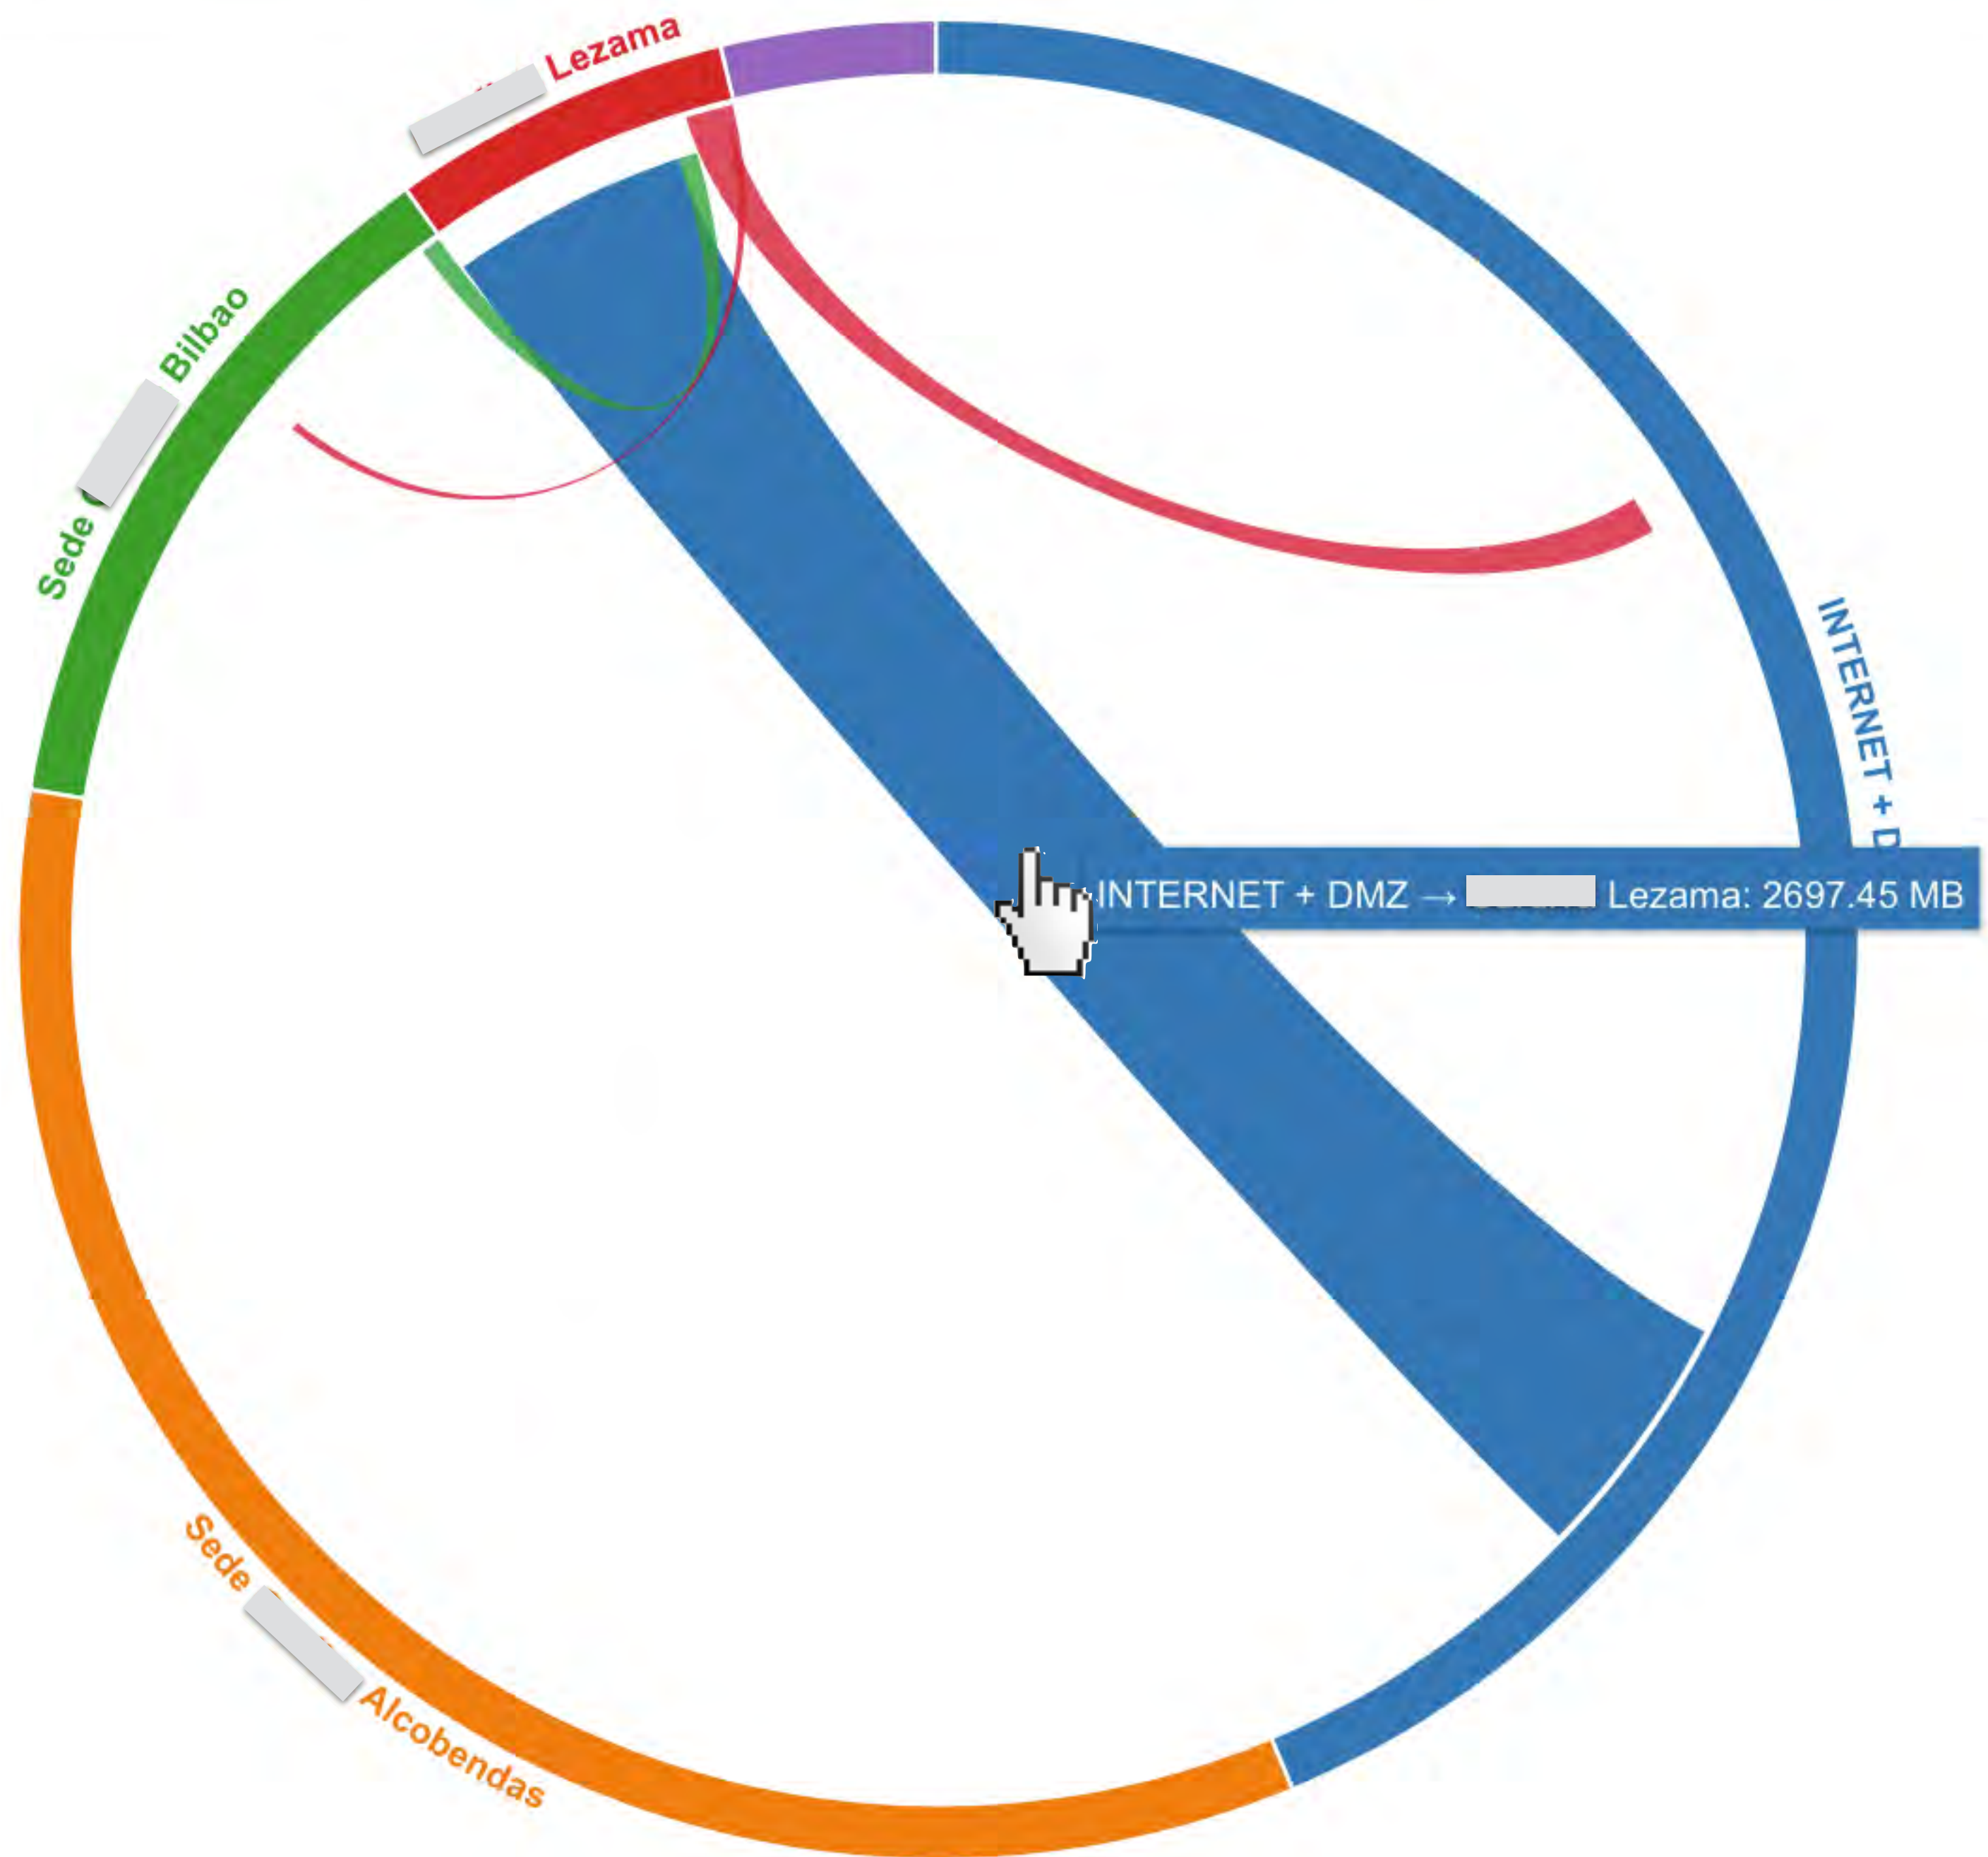 Lezama
Sede
Bilbao
INTERNET + D
INTERNET + DMZ → Lezama: 2697.45 MB
Sede
Alcobendas